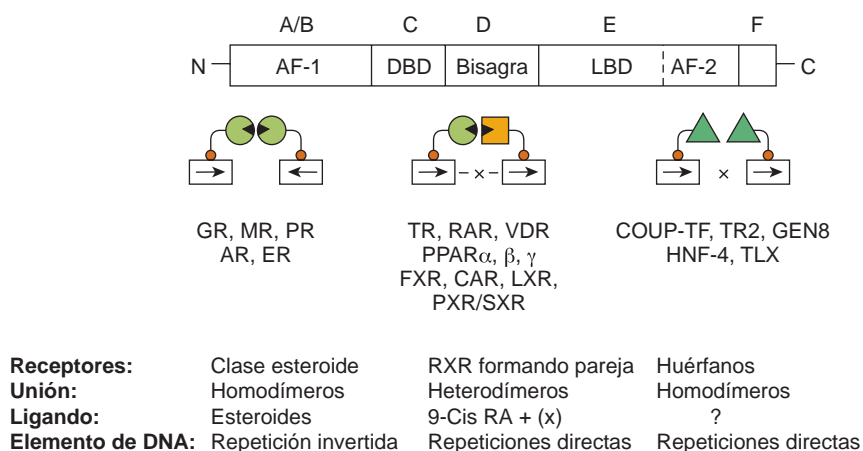 A/B C D E F
N AF-1 DBD Bisagra LBD AF-2 C
x x
GR, MR, PR TR, RAR, VDR COUP-TF, TR2, GEN8
AR, ER PPARα, β, γ HNF-4, TLX
FXR, CAR, LXR,
PXR/SXR
Receptores: Clase esteroide RXR formando pareja Huérfanos
Unión: Homodímeros Heterodímeros Homodímeros
Ligando: Esteroides 9-Cis RA + (x) ?
Elemento de DNA: Repetición invertida Repeticiones directas Repeticiones directas